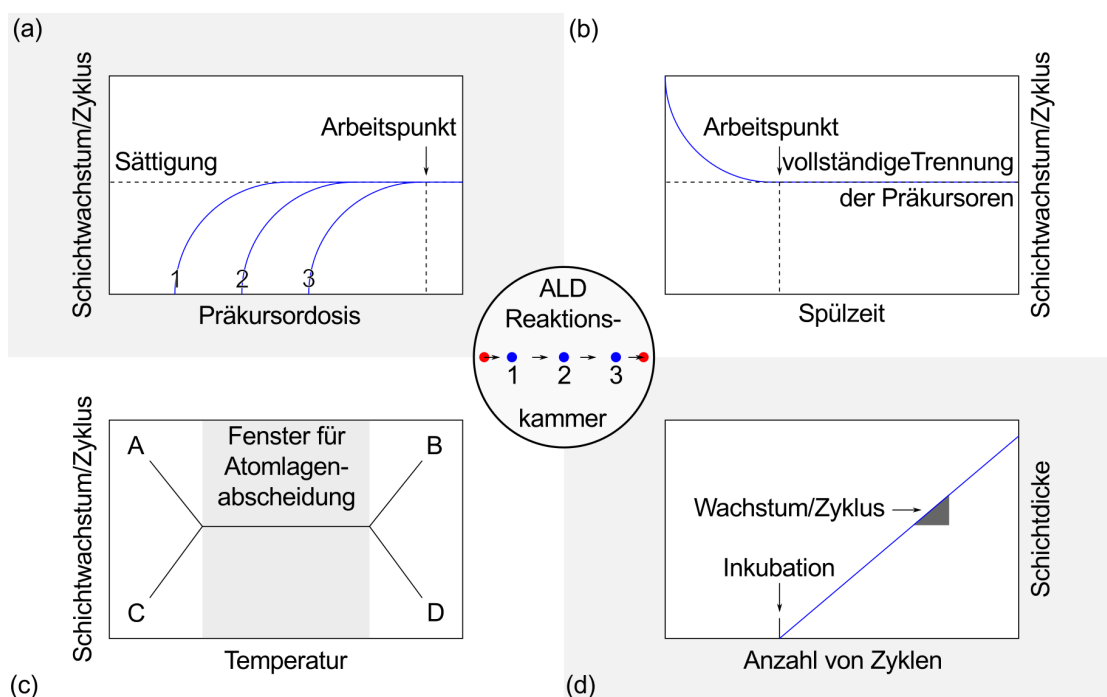 (a)
Schichtwachstum/Zyklus
Arbeitspunkt
Sättigung
1 2 3
Präkursordosis
(b)
Arbeitspunkt
vollständigeTrennung
der Präkursoren
Spülzeit
Schichtwachstum/Zyklus
ALD
Reaktions-
1 2 3
kammer
Schichtwachstum/Zyklus
A
B
Fenster für
Atomlagen-
abscheidung
C
D
Temperatur
(c)
Wachstum/Zyklus
Inkubation
Schichtdicke
Anzahl von Zyklen
(d)